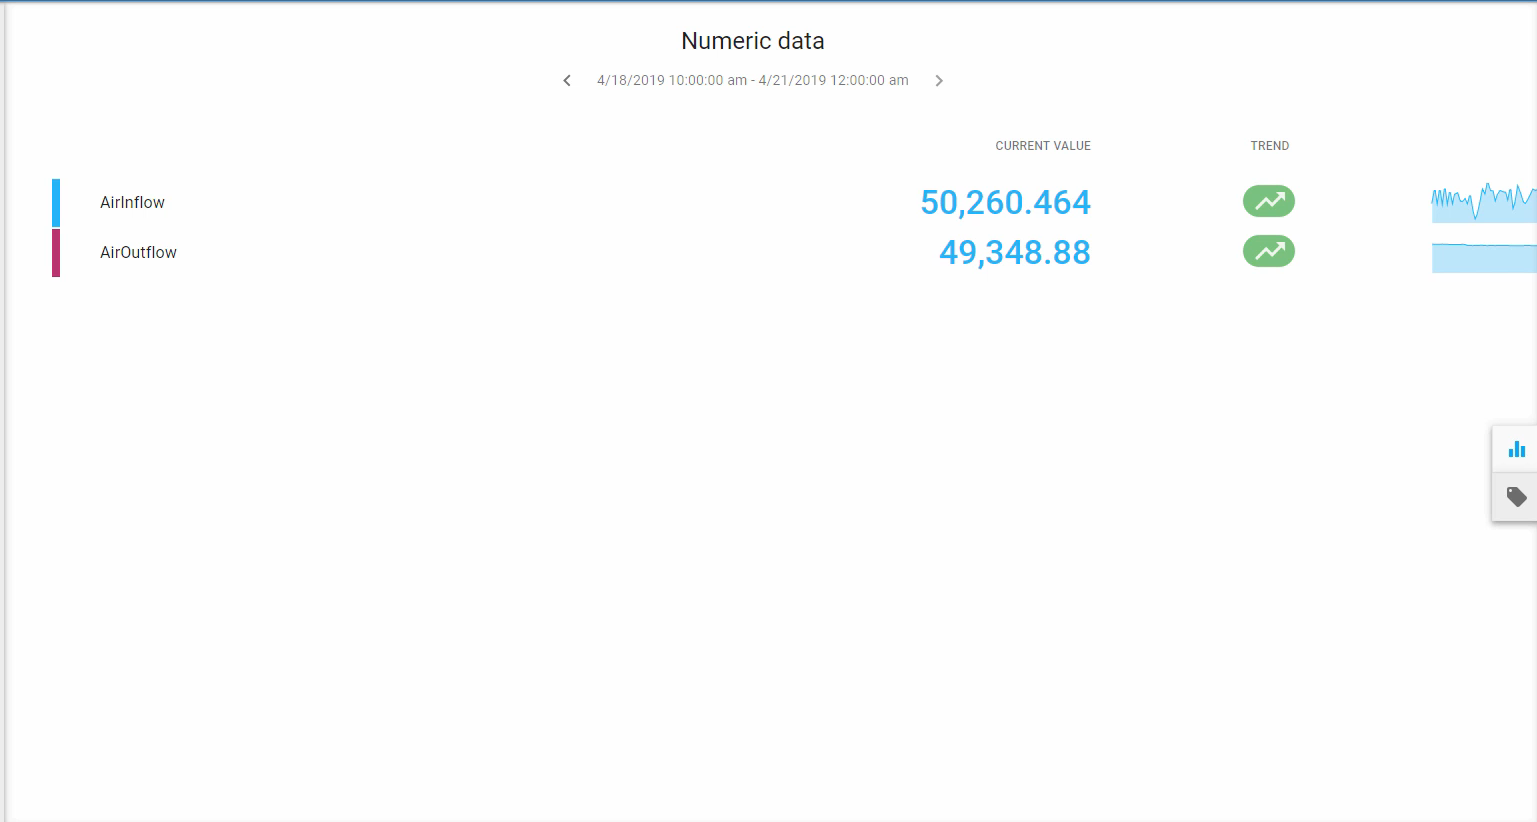 Numeric data
4/18/2019 10:00:00 am - 4/21/2019 12:00:00 am
CURRENT VALUE TREND
AirInflow 50,260.464
AirOutflow 49,348.88